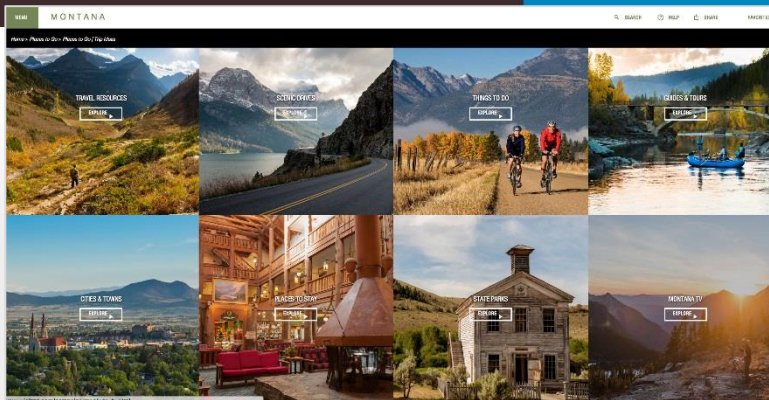 MENU
MONTANA
SEARCH
HELP
SHARE
Home > Places to Go > Places to Go | Trip Ideas
TRAVEL RESOURCES
EXPLORE
SCENIC DRIVES
EXPLORE
THINGS TO DO
EXPLORE
GUIDES & TOURS
EXPLORE
CITIES & TOWNS
EXPLORE
PLACES TO STAY
EXPLORE
STATE PARKS
EXPLORE
MONTANA TV
EXPLORE